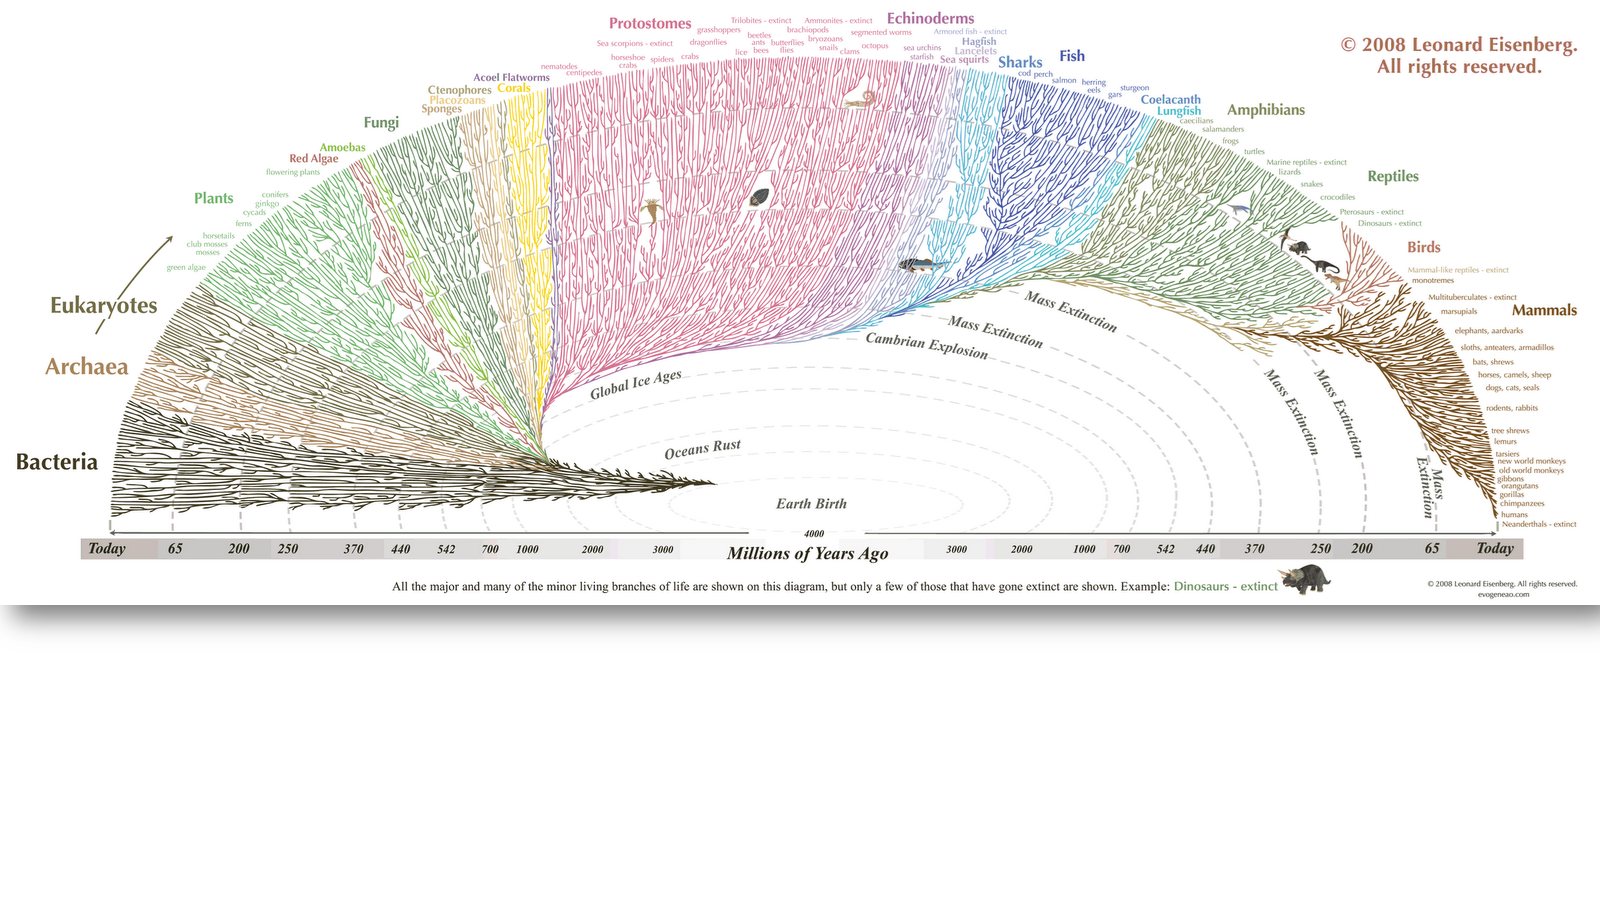 © 2008 Leonard Eisenberg.
All rights reserved.
Bacteria
Archaea
Eukaryotes
green algae
mosses
club mosses
horsetails
ferns
Plants
cycads
ginkgo
conifers
flowering plants
Red Algae
Amoebas
Fungi
Sponges
Placozoans
Ctenophores
Corals
Acoel Flatworms
Protostomes
nematodes
centipedes
Sea scorpions - extinct
horseshoe
crabs
spiders
crabs
dragonflies
grasshoppers
Trilobites - extinct
lice
beetles
ants
bees
butterflies
flies
brachiopods
bryozoans
snails
Ammonites - extinct
clams
segmented worms
octopus
Echinoderms
sea urchins
starfish
Armored fish - extinct
Hagfish
Lancelets
Sea squirts
Sharks
Fish
cod
perch
salmon
herring
eels
gars
sturgeon
Coelacanth
Lungfish
Amphibians
caecilians
salamanders
frogs
turtles
Marine reptiles - extinct
lizards
snakes
Reptiles
crocodiles
Pterosaurs - extinct
Dinosaurs - extinct
Birds
Mammal-like reptiles - extinct
monotremes
Multituberculates - extinct
marsupials
Mammals
elephants, aardvarks
sloths, anteaters, armadillos
bats, shrews
horses, camels, sheep
dogs, cats, seals
rodents, rabbits
tree shrews
lemurs
tarsiers
new world monkeys
old world monkeys
gibbons
orangutans
gorillas
chimpanzees
humans
Neanderthals - extinct
Mass Extinction
Mass Extinction
Cambrian Explosion
Global Ice Ages
Oceans Rust
Earth Birth
Mass Extinction
Mass Extinction
Mass
Extinction
4000
Today 65 200 250 370 440 542 700 1000 2000 3000 Millions of Years Ago 3000 2000 1000 700 542 440 370 250 200 65 Today
All the major and many of the minor living branches of life are shown on this diagram, but only a few of those that have gone extinct are shown. Example: Dinosaurs - extinct
© 2008 Leonard Eisenberg. All rights reserved.
evogeneao.com